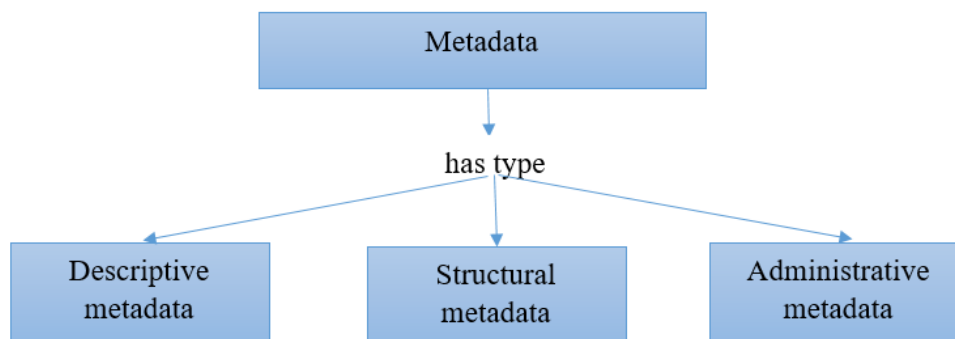 Metadata
has type
Descriptive
metadata
Structural
metadata
Administrative
metadata